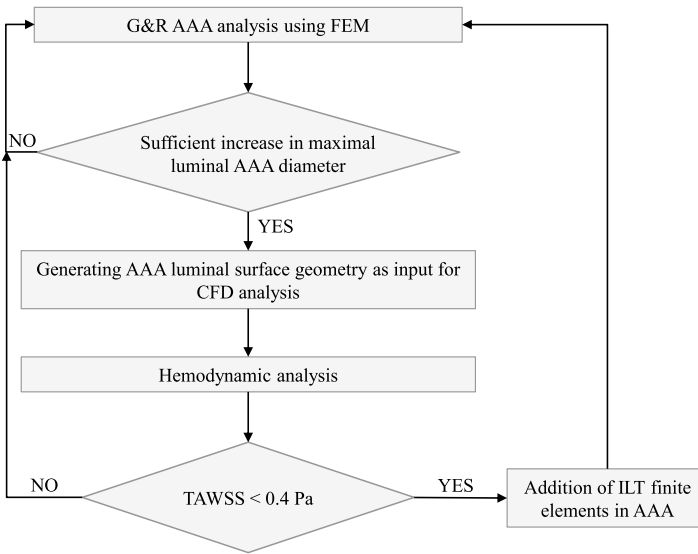 G&R AAA analysis using FEM
Sufficient increase in maximal
luminal AAA diameter
NO
YES
Generating AAA luminal surface geometry as input for
CFD analysis
Hemodynamic analysis
TAWSS < 0.4 Pa
NO
YES
Addition of ILT finite
elements in AAA